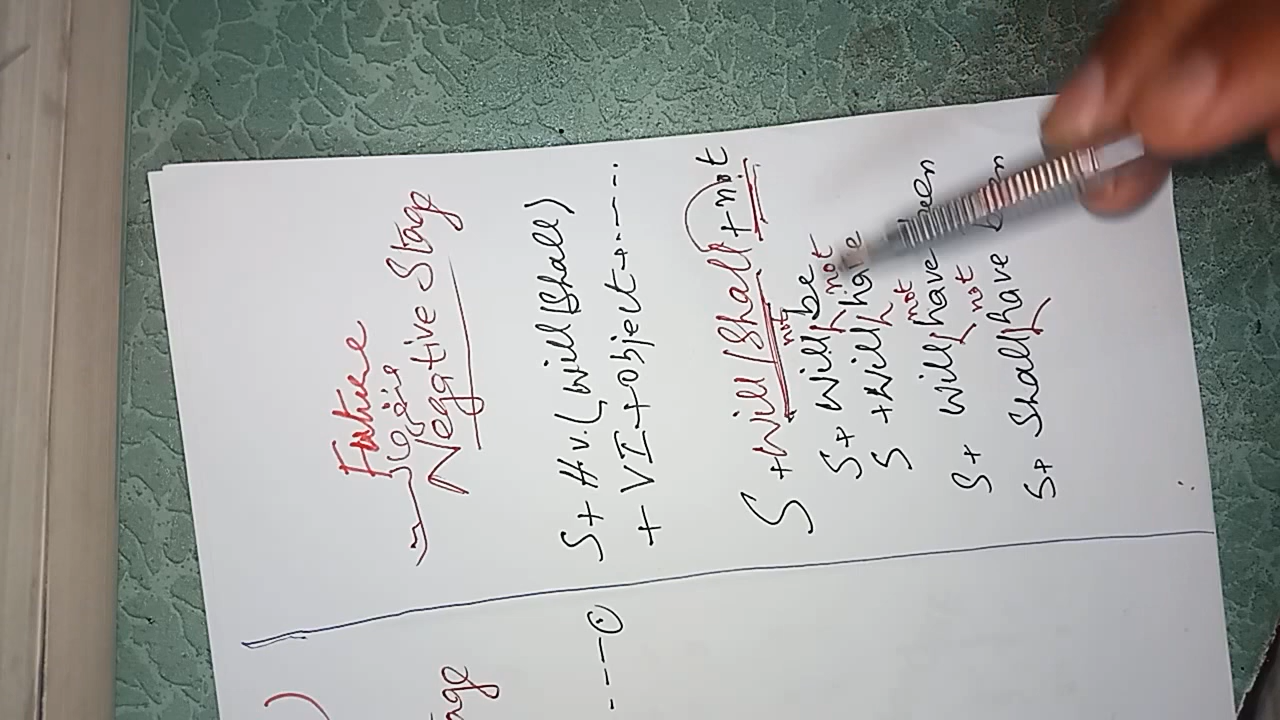 Future
Negative Stage
S + H.V. (will/Shall)
+ VI + object + ......
S + Will/Shall + not
S + Will not be
S + Will not have
S + Will not have been
S + Shall not have